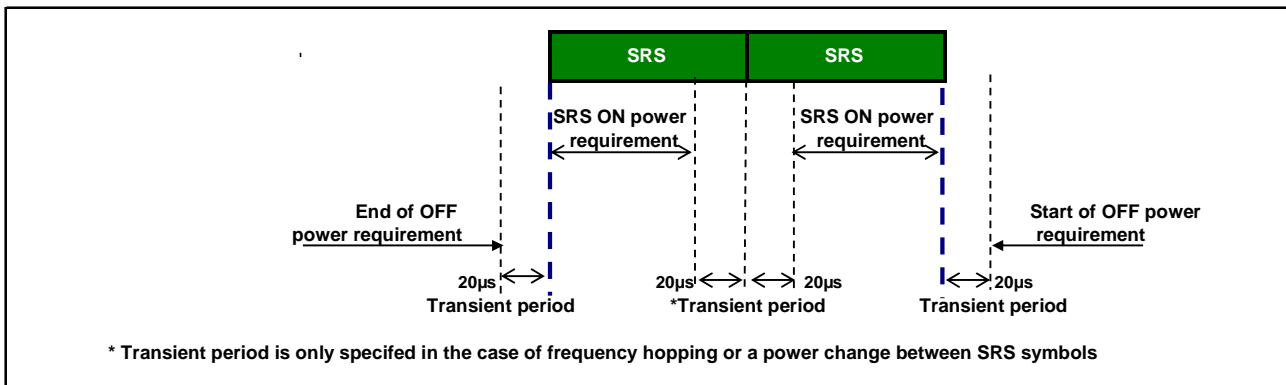 SRS SRS
SRS ON power
requirement
SRS ON power
requirement
End of OFF
power requirement
Start of OFF power
requirement
20µs 20µs 20µs 20µs
Transient period *Transient period Transient period
* Transient period is only specifed in the case of frequency hopping or a power change between SRS symbols